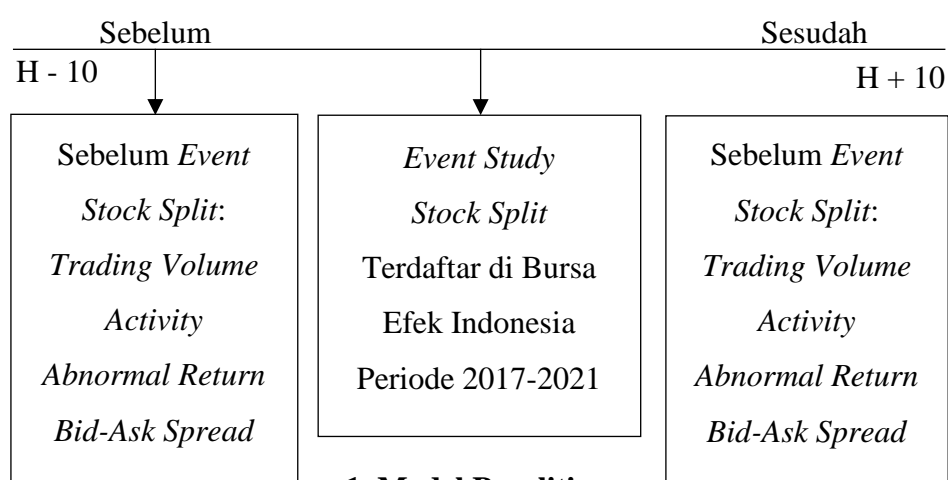 Sebelum
Sesudah
H - 10
H + 10
Sebelum Event
Stock Split:
Trading Volume
Activity
Abnormal Return
Bid-Ask Spread
Event Study
Stock Split
Terdaftar di Bursa
Efek Indonesia
Periode 2017-2021
Sebelum Event
Stock Split:
Trading Volume
Activity
Abnormal Return
Bid-Ask Spread